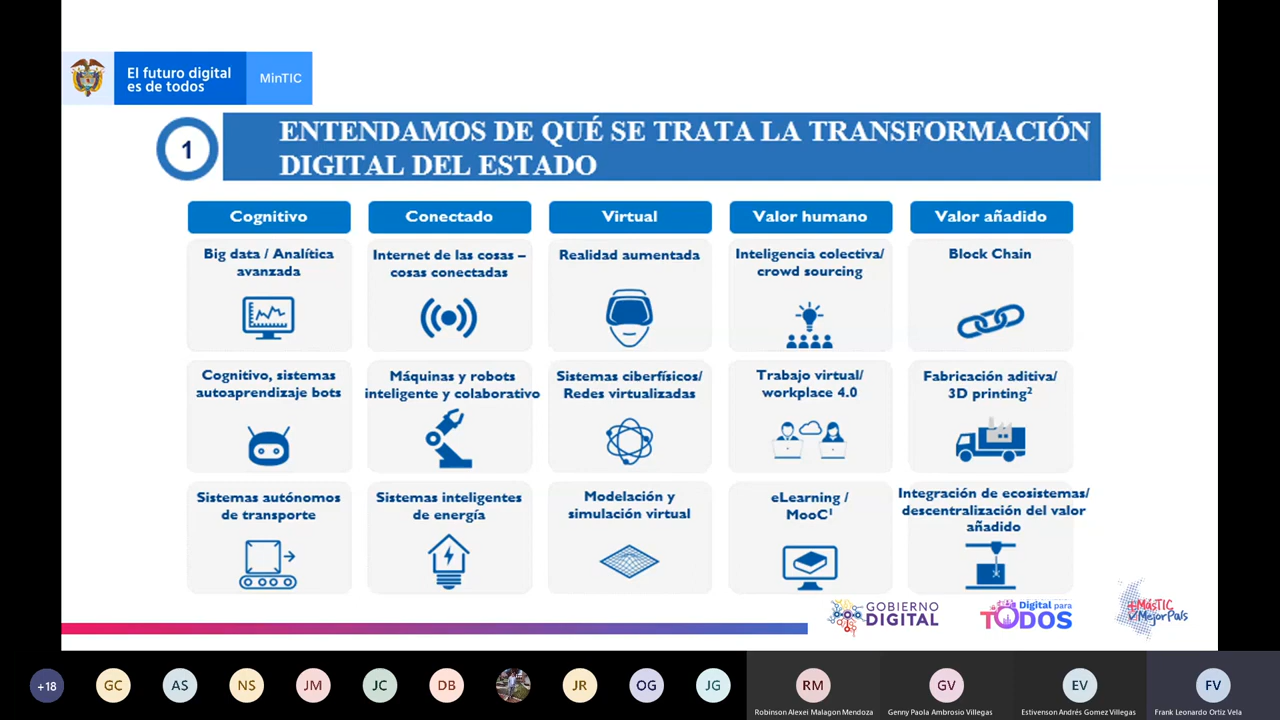 El futuro digital
es de todos
MinTIC
1
ENTENDAMOS DE QUÉ SE TRATA LA TRANSFORMACIÓN
DIGITAL DEL ESTADO
Cognitivo
Conectado
Virtual
Valor humano
Valor añadido
Big data / Analítica
avanzada
Internet de las cosas –
cosas conectadas
Realidad aumentada
Inteligencia colectiva/
crowd sourcing
Block Chain
Cognitivo, sistemas
autoaprendizaje bots
Máquinas y robots
inteligente y colaborativo
Sistemas ciberfísicos/
Redes virtualizadas
Trabajo virtual/
workplace 4.0
Fabricación aditiva/
3D printing²
Sistemas autónomos
de transporte
Sistemas inteligentes
de energía
Modelación y
simulación virtual
eLearning /
MooC¹
Integración de ecosistemas/
descentralización del valor
añadido
GOBIERNO
DIGITAL
Digital para
TODOS
+MásTIC
MejorPaís
+18
GC
AS
NS
JM
JC
DB
JR
OG
JG
RM
GV
EV
FV
Robinson Alexei Malagon Mendoza
Genny Paola Ambrosio Villegas
Estivenson Andrés Gomez Villegas
Frank Leonardo Ortiz Vela